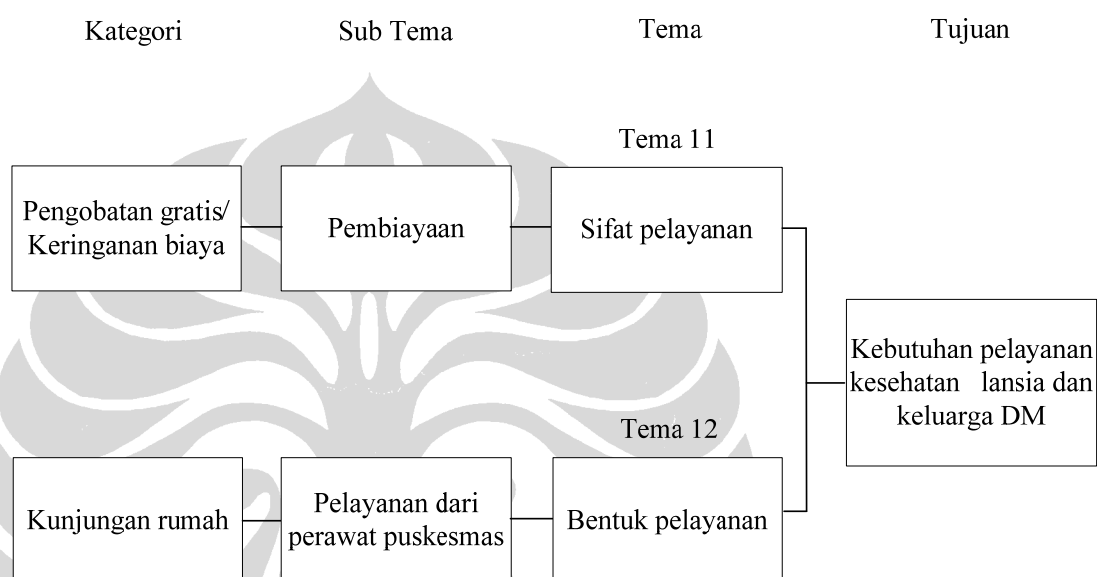 Kategori
Sub Tema
Tema
Tujuan
Tema 11
Pengobatan gratis/
Keringanan biaya
Pembiayaan
Sifat pelayanan
Kebutuhan pelayanan
kesehatan lansia dan
keluarga DM
Tema 12
Kunjungan rumah
Pelayanan dari
perawat puskesmas
Bentuk pelayanan